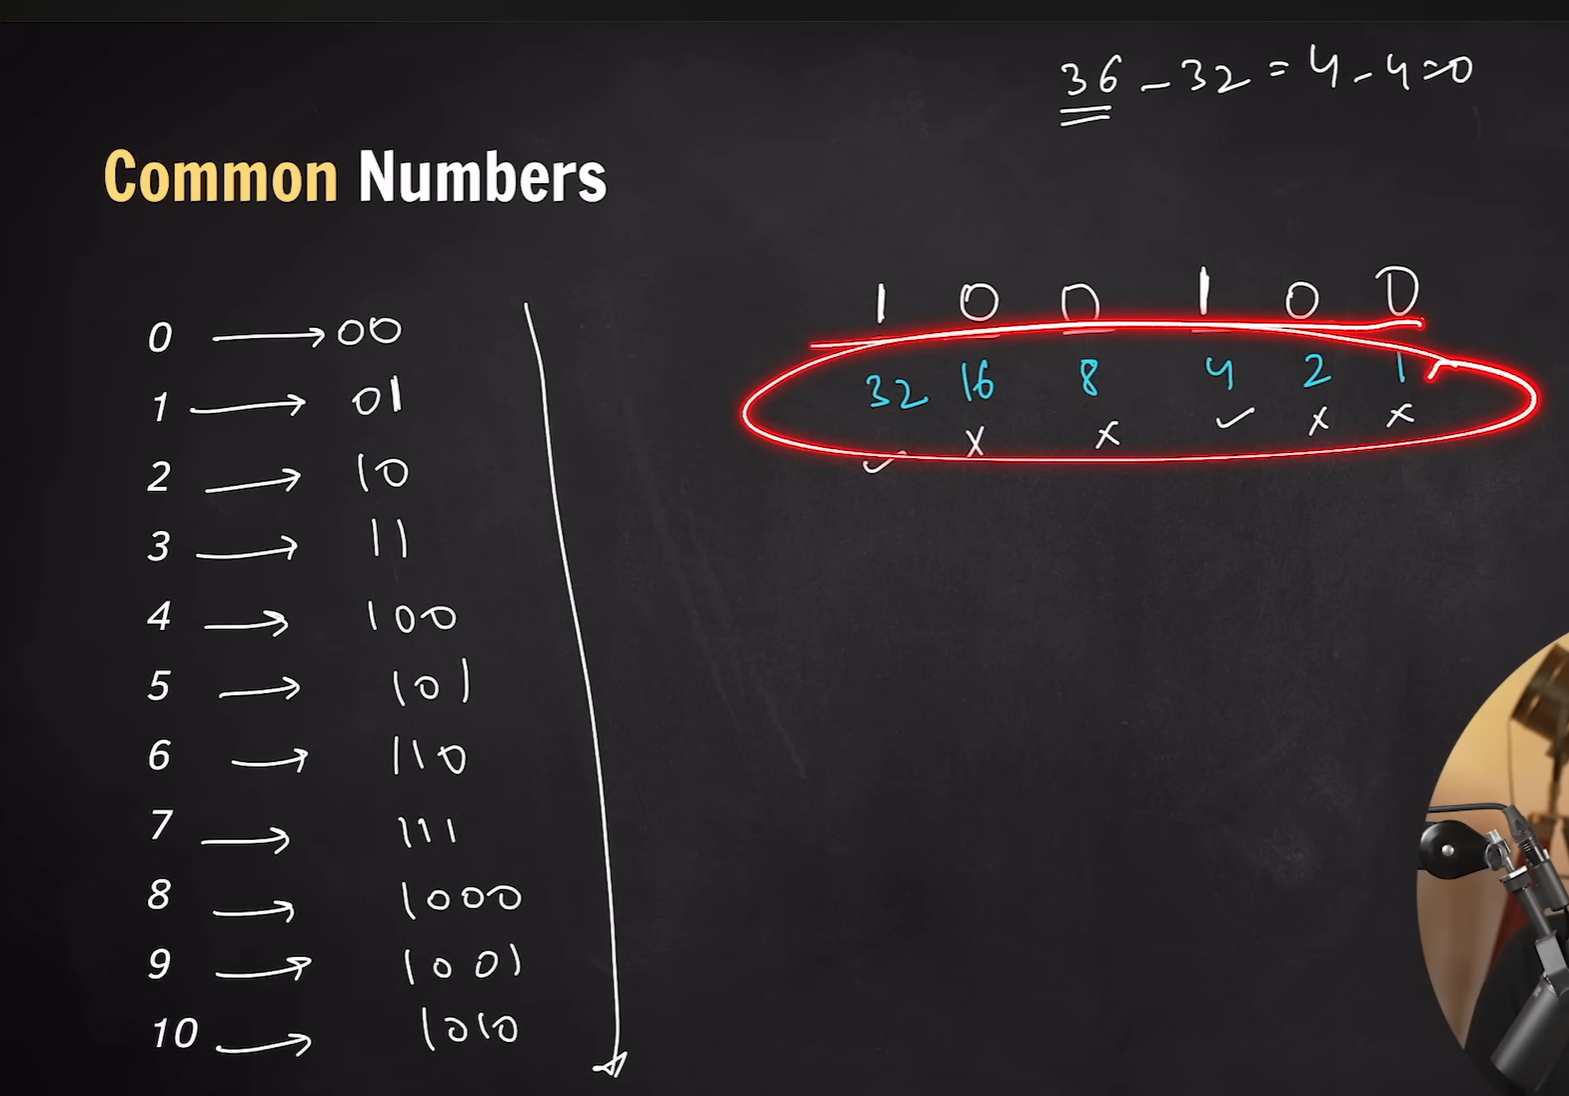 36 - 32 = 4 - 4 = 0
Common Numbers
1 0 0 1 0 0
32 16 8 4 2 1
✓ x x ✓ x x
0 → 00
1 → 01
2 → 10
3 → 11
4 → 100
5 → 101
6 → 110
7 → 111
8 → 1000
9 → 1001
10 → 1010